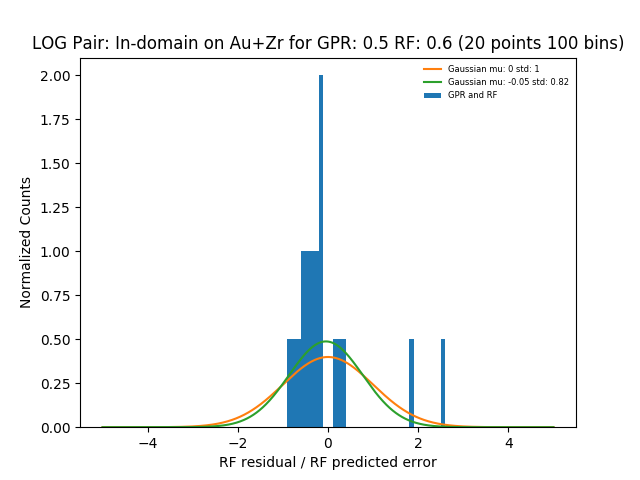 LOG Pair: In-domain on Au+Zr for GPR: 0.5 RF: 0.6 (20 points 100 bins)
Gaussian mu: 0 std: 1
Gaussian mu: -0.05 std: 0.82
GPR and RF
Normalized Counts
2.00
1.75
1.50
1.25
1.00
0.75
0.50
0.25
0.00
−4
−2
0
2
4
RF residual / RF predicted error